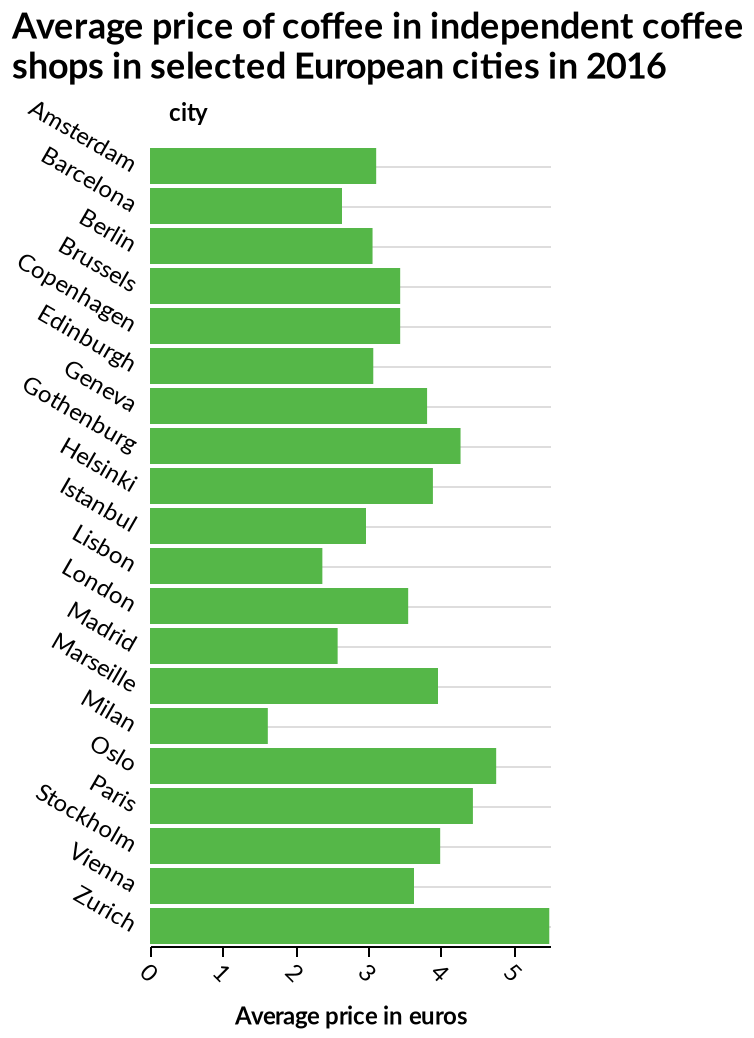 Average price of coffee in independent coffee
shops in selected European cities in 2016
city
Amsterdam
Barcelona
Berlin
Brussels
Copenhagen
Edinburgh
Geneva
Gothenburg
Helsinki
Istanbul
Lisbon
London
Madrid
Marseille
Milan
Oslo
Paris
Stockholm
Vienna
Zurich
0 1 2 3 4 5
Average price in euros